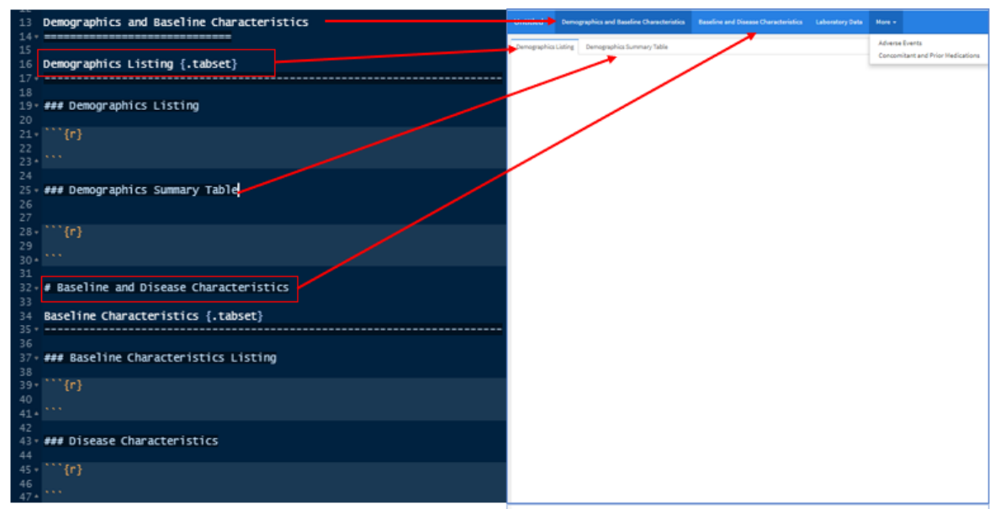 13 Demographics and Baseline Characteristics
14 ============================
15
16 Demographics Listing {.tabset}
17 ---------------------------------------------------------------------
18
19 ### Demographics Listing
20
21 ```{r}
22
23 ```
24
25 ### Demographics Summary Table
26
27
28 ```{r}
29
30 ```
31
32 # Baseline and Disease Characteristics
33
34 Baseline Characteristics {.tabset}
35 ---------------------------------------------------------------------
36
37 ### Baseline Characteristics Listing
38
39 ```{r}
40
41 ```
42
43 ### Disease Characteristics
44
45 ```{r}
46
47 ```
Untitled Demographics and Baseline Characteristics Baseline and Disease Characteristics Laboratory Data More
Demographics Listing Demographics Summary Table
Adverse Events
Concomitant and Prior Medications